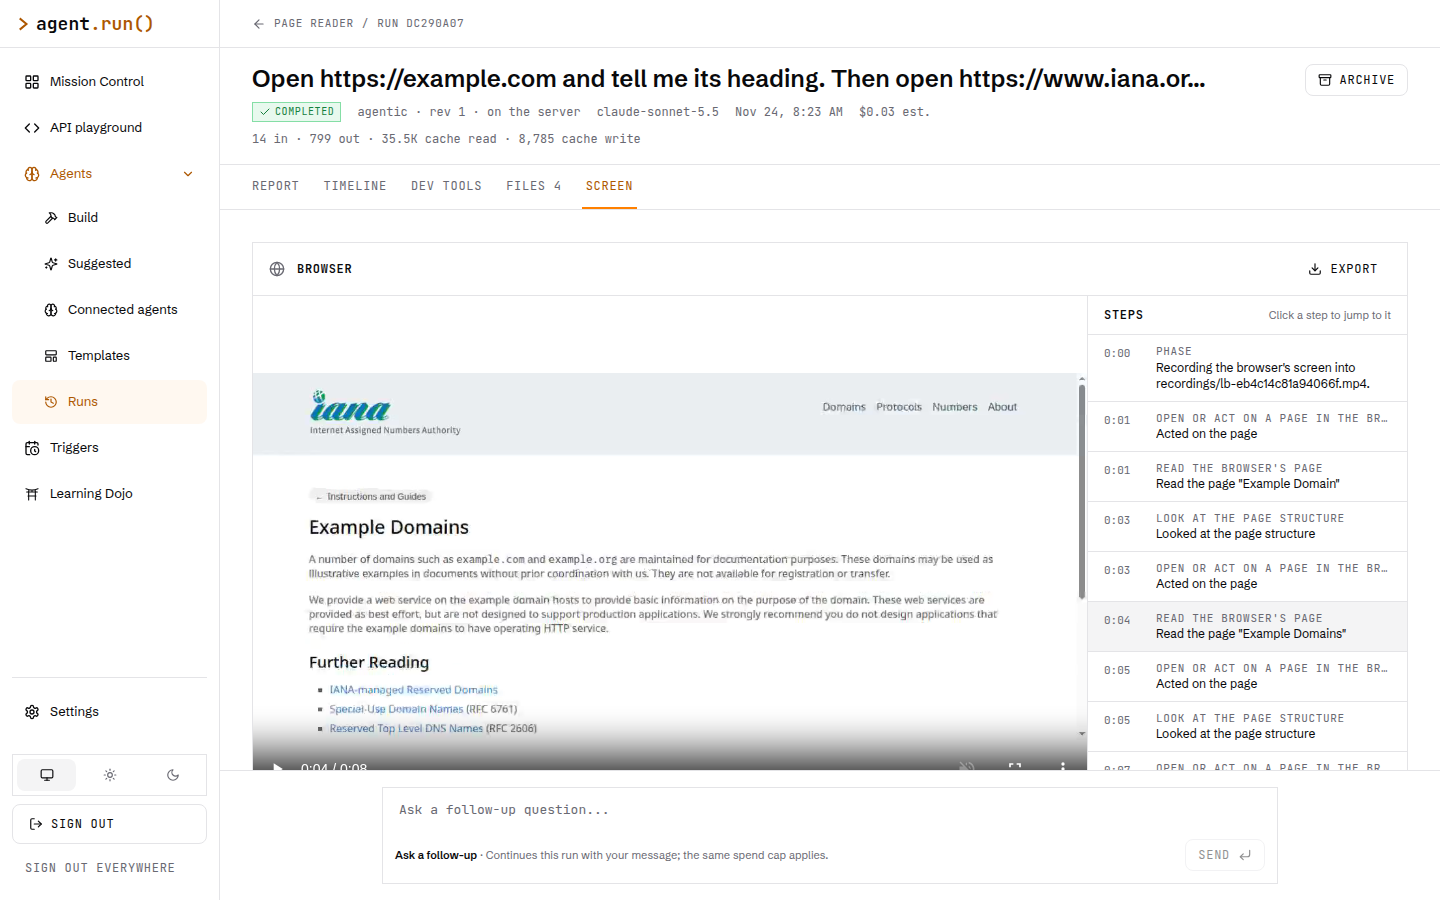 agent.run()
PAGE READER / RUN DC290A07
Mission Control
API playground
Agents
Build
Suggested
Connected agents
Templates
Runs
Triggers
Learning Dojo
Settings
SIGN OUT
SIGN OUT EVERYWHERE
Open https://example.com and tell me its heading. Then open https://www.iana.or...
ARCHIVE
COMPLETED agentic · rev 1 · on the server claude-sonnet-5.5 Nov 24, 8:23 AM $0.03 est.
14 in · 799 out · 35.5K cache read · 8,785 cache write
REPORT TIMELINE DEV TOOLS FILES 4 SCREEN
BROWSER
EXPORT
iana
Internet Assigned Numbers Authority
Domains Protocols Numbers About
← Instructions and Guides
Example Domains
A number of domains such as example.com and example.org are maintained for documentation purposes. These domains may be used as
illustrative examples in documents without prior coordination with us. They are not available for registration or transfer.
We provide a web service on the example domain hosts to provide basic information on the purpose of the domain. These web services are
provided as best effort, but are not designed to support production applications. We strongly recommend you do not design applications that
require the example domains to have operating HTTP service.
Further Reading
IANA-managed Reserved Domains
Special-Use Domain Names (RFC 6761)
Reserved Top Level DNS Names (RFC 2606)
0:04 / 0:08
STEPS
Click a step to jump to it
0:00 PHASE
Recording the browser's screen into
recordings/lb-eb4c14c81a94066f.mp4.
0:01 OPEN OR ACT ON A PAGE IN THE BR…
Acted on the page
0:01 READ THE BROWSER'S PAGE
Read the page "Example Domain"
0:03 LOOK AT THE PAGE STRUCTURE
Looked at the page structure
0:03 OPEN OR ACT ON A PAGE IN THE BR…
Acted on the page
0:04 READ THE BROWSER'S PAGE
Read the page "Example Domains"
0:05 OPEN OR ACT ON A PAGE IN THE BR…
Acted on the page
0:05 LOOK AT THE PAGE STRUCTURE
Looked at the page structure
0:07 OPEN OR ACT ON A PAGE IN THE BR…
Ask a follow-up question...
Ask a follow-up · Continues this run with your message; the same spend cap applies.
SEND